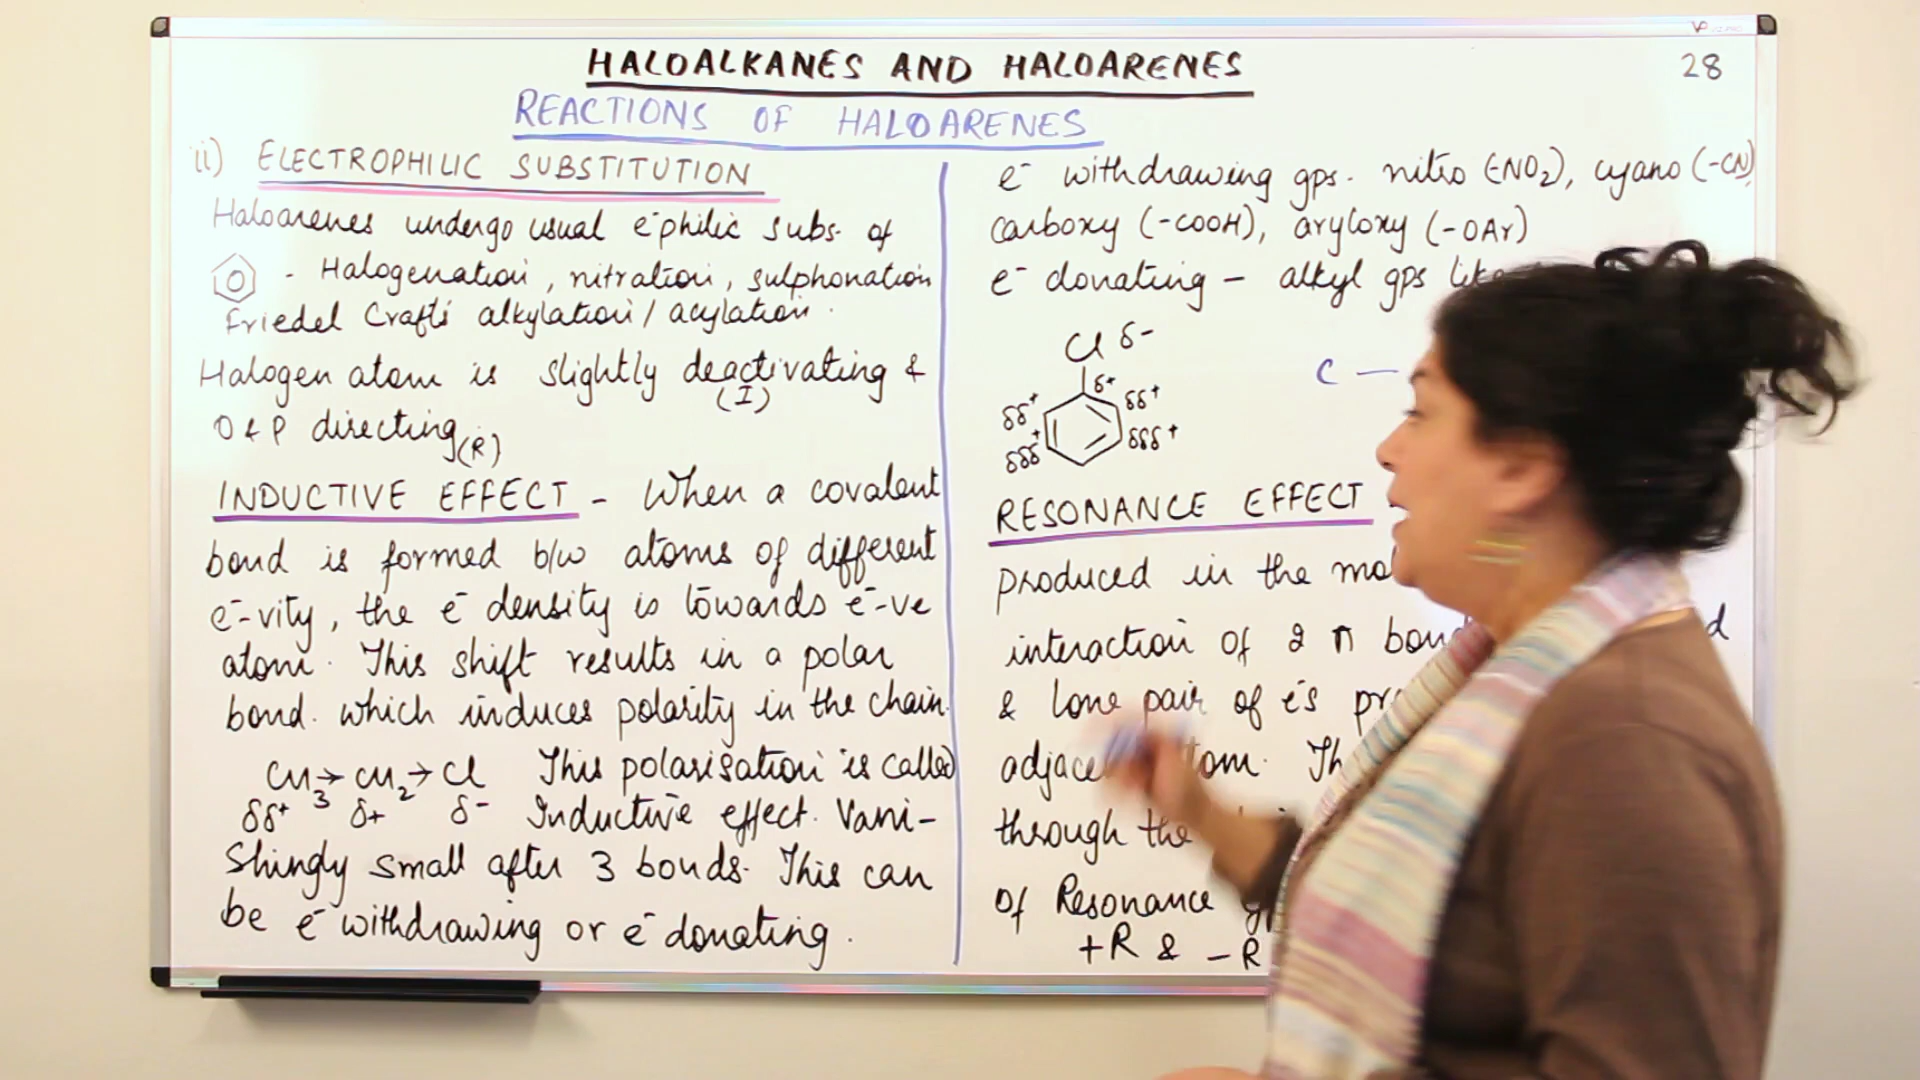 HALOALKANES AND HALOARENES
28
REACTIONS OF HALOARENES
ii) ELECTROPHILIC SUBSTITUTION
Haloarenes undergo usual e⁻philic subs. of
- Halogenation, nitration, sulphonation
Friedel Crafts alkylation/acylation.
Halogen atom is slightly deactivating &
(I)
O & P directing (R)
INDUCTIVE EFFECT - When a covalent
bond is formed b/w atoms of different
e⁻-vity, the e⁻ density is towards e⁻-ve
atom. This shift results in a polar
bond. which induces polarity in the chain.
CH₃→CH₂→Cl This polarisation is called
δδ+ δ+ δ- Inductive effect. Vani-
shingly small after 3 bonds. This can
be e⁻ withdrawing or e⁻ donating.
e⁻ withdrawing gps. nitro (-NO₂), cyano (-CN),
carboxy (-COOH), aryloxy (-OAr)
e⁻ donating - alkyl gps
Cl δ-
C —
δ+
δδ+ δδ+
δδδ+ δδδ+
RESONANCE EFFECT
produced in the
interaction of 2 π
& lone pair of e⁻s
through the
of Resonance
+R & -R